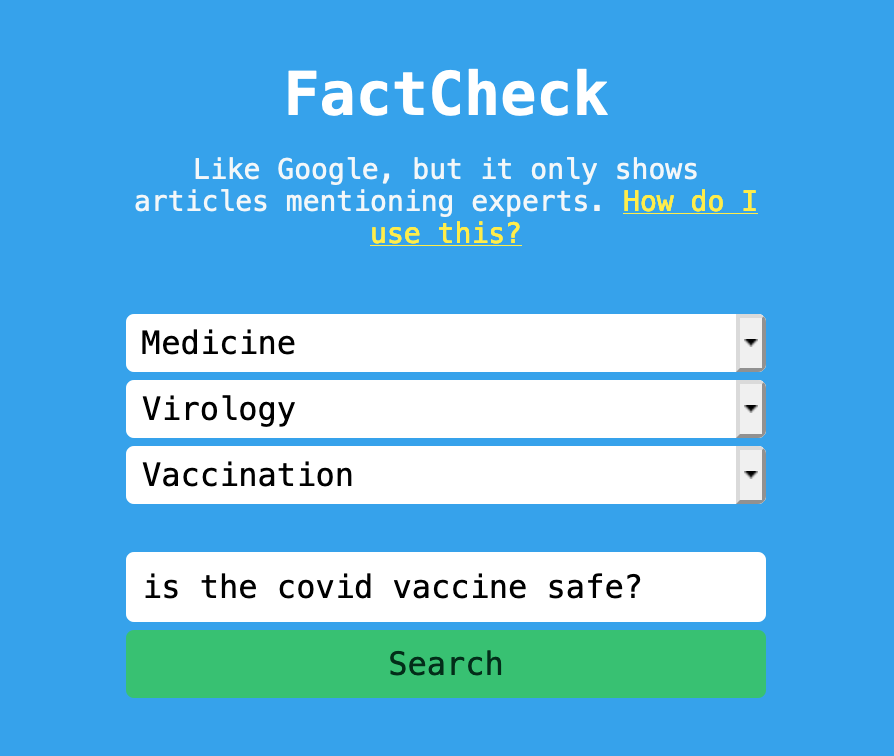 FactCheck
Like Google, but it only shows
articles mentioning experts. How do I
use this?
Medicine
Virology
Vaccination
is the covid vaccine safe?
Search